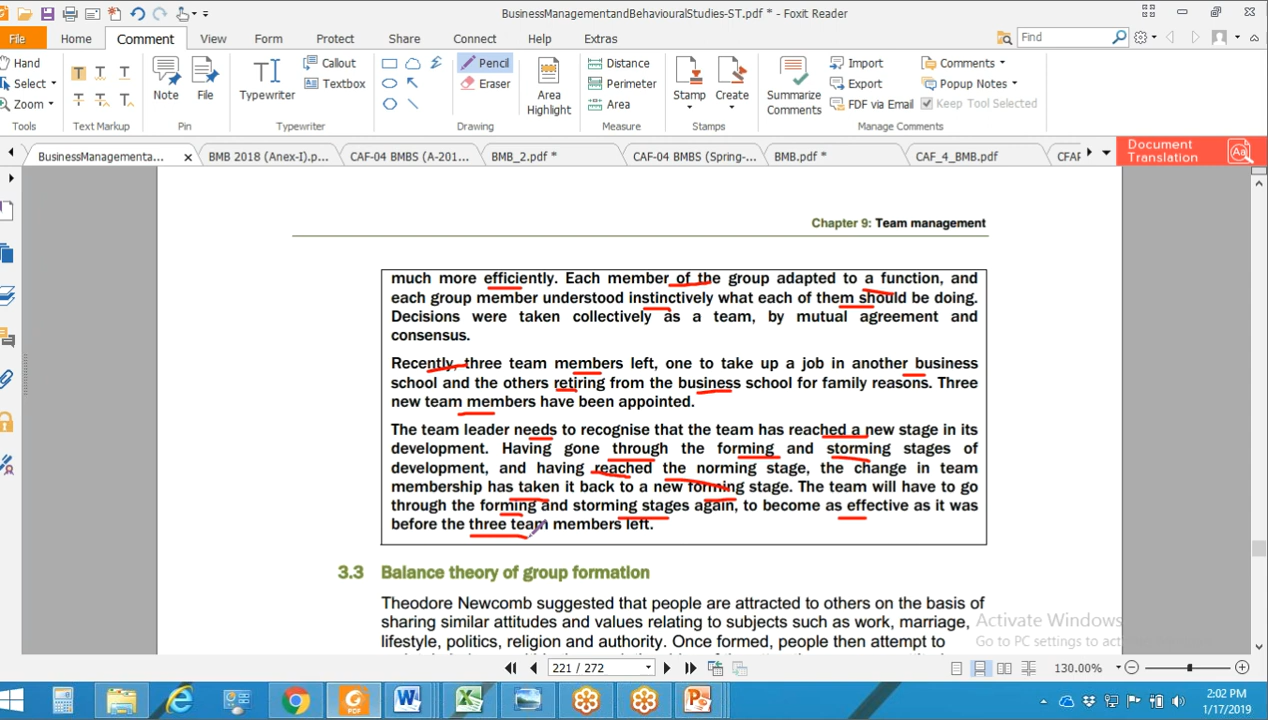 BusinessManagementandBehaviouralStudies-ST.pdf * - Foxit Reader
File Home Comment View Form Protect Share Connect Help Extras Find
Hand Select Zoom Tools
T T T T T T Text Markup
Note File Pin
Typewriter Callout Textbox Typewriter
Pencil Eraser Area Highlight Drawing
Distance Perimeter Area Measure
Stamp Create Stamps
Summarize Comments Import Export FDF via Email Comments Popup Notes Keep Tool Selected Manage Comments
BusinessManagementa... BMB 2018 (Anex-I).p... CAF-04 BMBS (A-201... BMB_2.pdf * CAF-04 BMBS (Spring-... BMB.pdf * CAF_4_BMB.pdf CFAF
Document Translation
Chapter 9: Team management
much more efficiently. Each member of the group adapted to a function, and
each group member understood instinctively what each of them should be doing.
Decisions were taken collectively as a team, by mutual agreement and
consensus.
Recently, three team members left, one to take up a job in another business
school and the others retiring from the business school for family reasons. Three
new team members have been appointed.
The team leader needs to recognise that the team has reached a new stage in its
development. Having gone through the forming and storming stages of
development, and having reached the norming stage, the change in team
membership has taken it back to a new forming stage. The team will have to go
through the forming and storming stages again, to become as effective as it was
before the three team members left.
3.3 Balance theory of group formation
Theodore Newcomb suggested that people are attracted to others on the basis of
sharing similar attitudes and values relating to subjects such as work, marriage,
lifestyle, politics, religion and authority. Once formed, people then attempt to
Activate Windows
Go to PC settings to act
221 / 272 130.00%
2:02 PM
1/17/2019